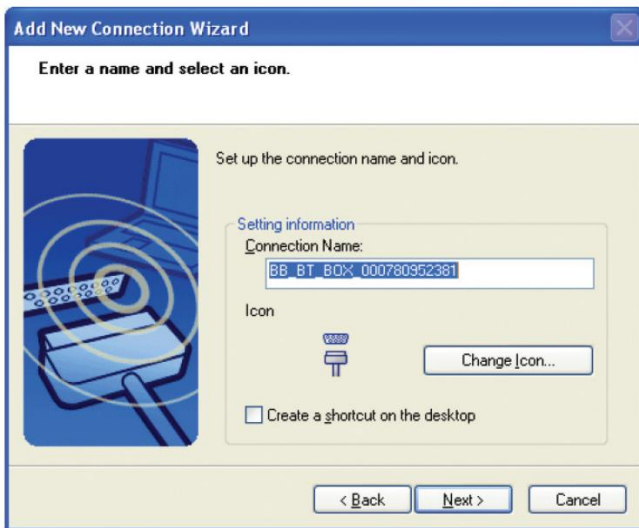 Add New Connection Wizard
Enter a name and select an icon.
Set up the connection name and icon.
Setting information
Connection Name:
BB_BT_BOX_000780952381
Icon
Change Icon...
Create a shortcut on the desktop
< Back Next > Cancel